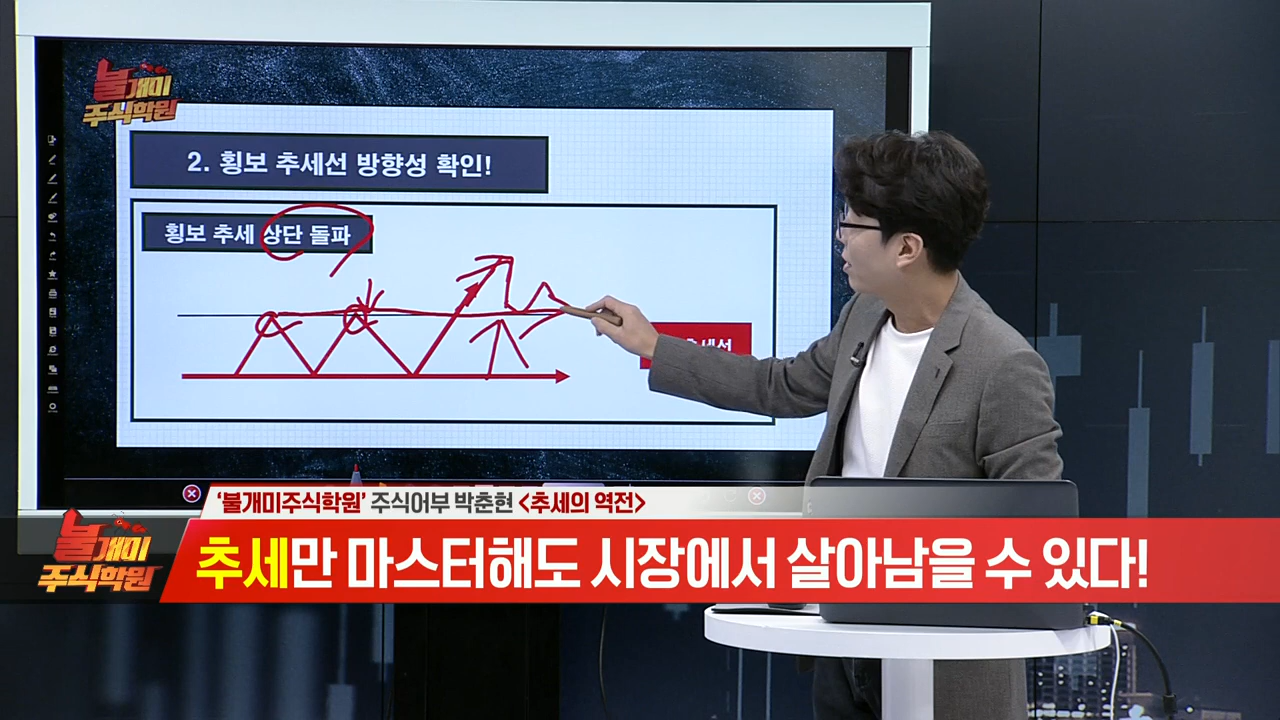 불개미
주식학원
2. 횡보 추세선 방향성 확인!
횡보 추세 상단 돌파
'불개미주식학원' 주식어부 박춘현 <추세의 역전>
불개미
주식학원
추세만 마스터해도 시장에서 살아남을 수 있다!